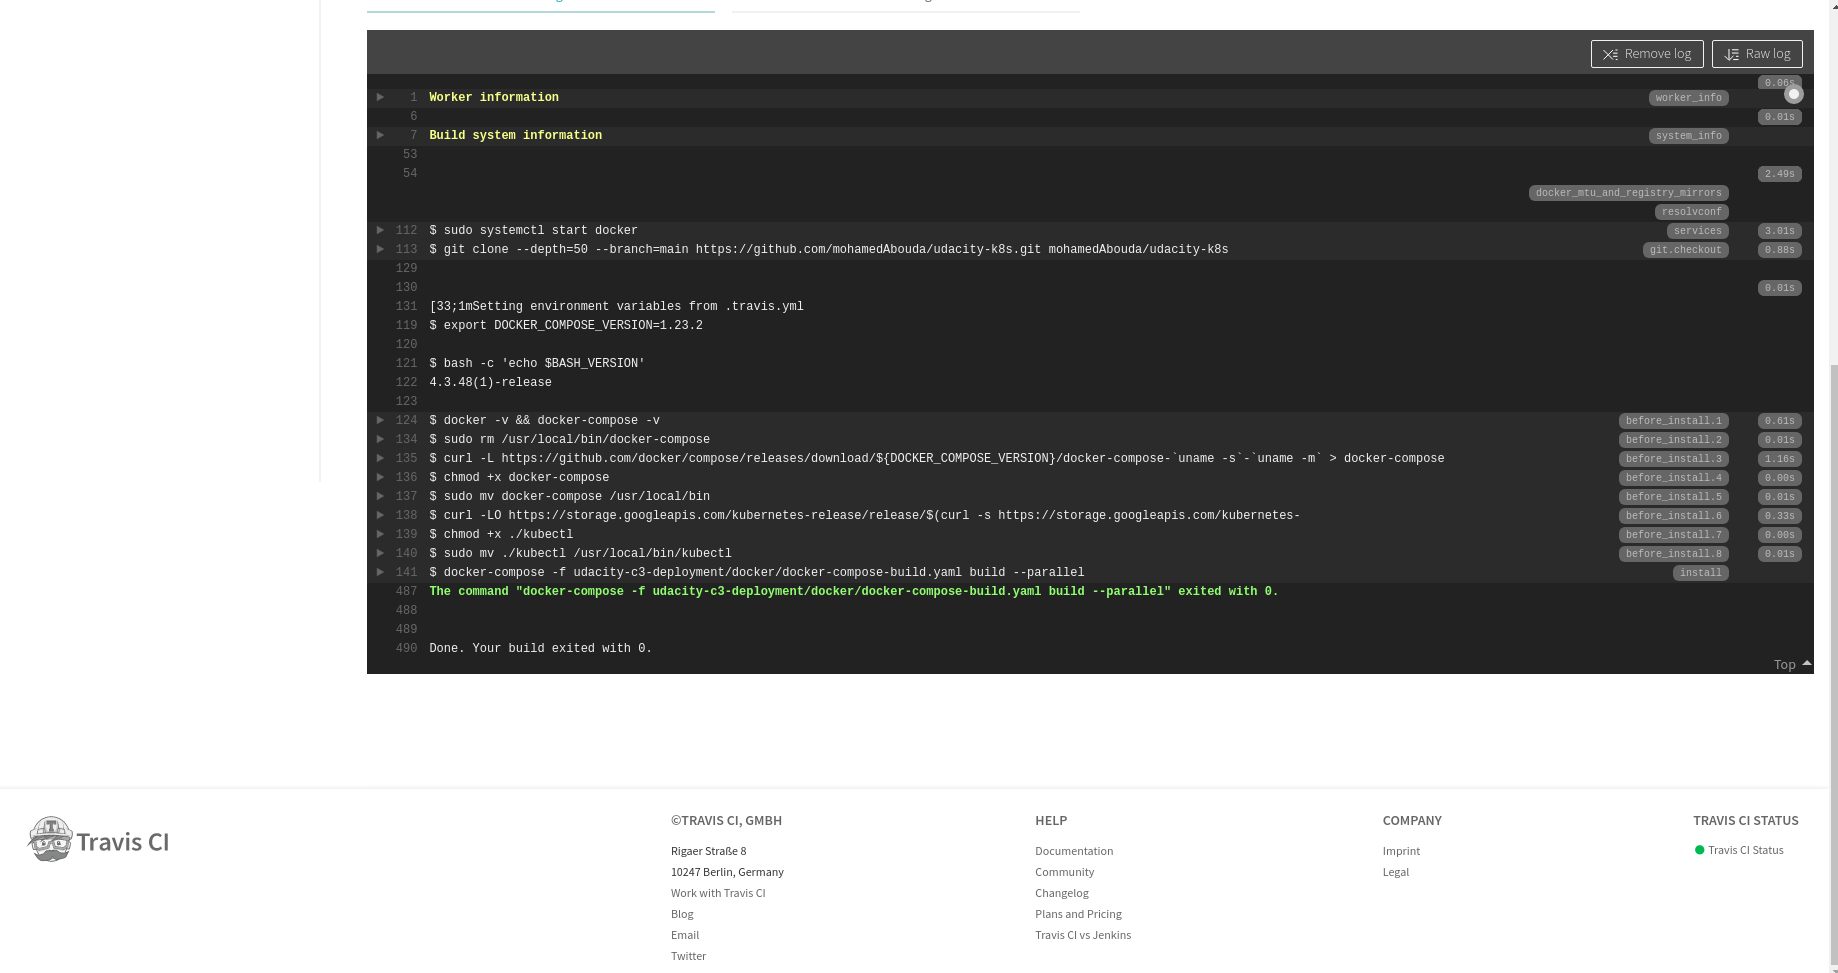 Remove log
Raw log
0.06s
1 Worker information worker_info
6 0.01s
7 Build system information system_info
53
54 2.49s
docker_mtu_and_registry_mirrors
resolvconf
112 $ sudo systemctl start docker services 3.01s
113 $ git clone --depth=50 --branch=main https://github.com/mohamedAbouda/udacity-k8s.git mohamedAbouda/udacity-k8s git.checkout 0.88s
129
130 0.01s
131 [33;1mSetting environment variables from .travis.yml
119 $ export DOCKER_COMPOSE_VERSION=1.23.2
120
121 $ bash -c 'echo $BASH_VERSION'
122 4.3.48(1)-release
123
124 $ docker -v && docker-compose -v before_install.1 0.61s
134 $ sudo rm /usr/local/bin/docker-compose before_install.2 0.01s
135 $ curl -L https://github.com/docker/compose/releases/download/${DOCKER_COMPOSE_VERSION}/docker-compose-`uname -s`-`uname -m` > docker-compose before_install.3 1.16s
136 $ chmod +x docker-compose before_install.4 0.00s
137 $ sudo mv docker-compose /usr/local/bin before_install.5 0.01s
138 $ curl -LO https://storage.googleapis.com/kubernetes-release/release/$(curl -s https://storage.googleapis.com/kubernetes- before_install.6 0.33s
139 $ chmod +x ./kubectl before_install.7 0.00s
140 $ sudo mv ./kubectl /usr/local/bin/kubectl before_install.8 0.01s
141 $ docker-compose -f udacity-c3-deployment/docker/docker-compose-build.yaml build --parallel install
487 The command "docker-compose -f udacity-c3-deployment/docker/docker-compose-build.yaml build --parallel" exited with 0.
488
489
490 Done. Your build exited with 0.
Top
Travis CI
©TRAVIS CI, GMBH
Rigaer Straße 8
10247 Berlin, Germany
Work with Travis CI
Blog
Email
Twitter
HELP
Documentation
Community
Changelog
Plans and Pricing
Travis CI vs Jenkins
COMPANY
Imprint
Legal
TRAVIS CI STATUS
Travis CI Status